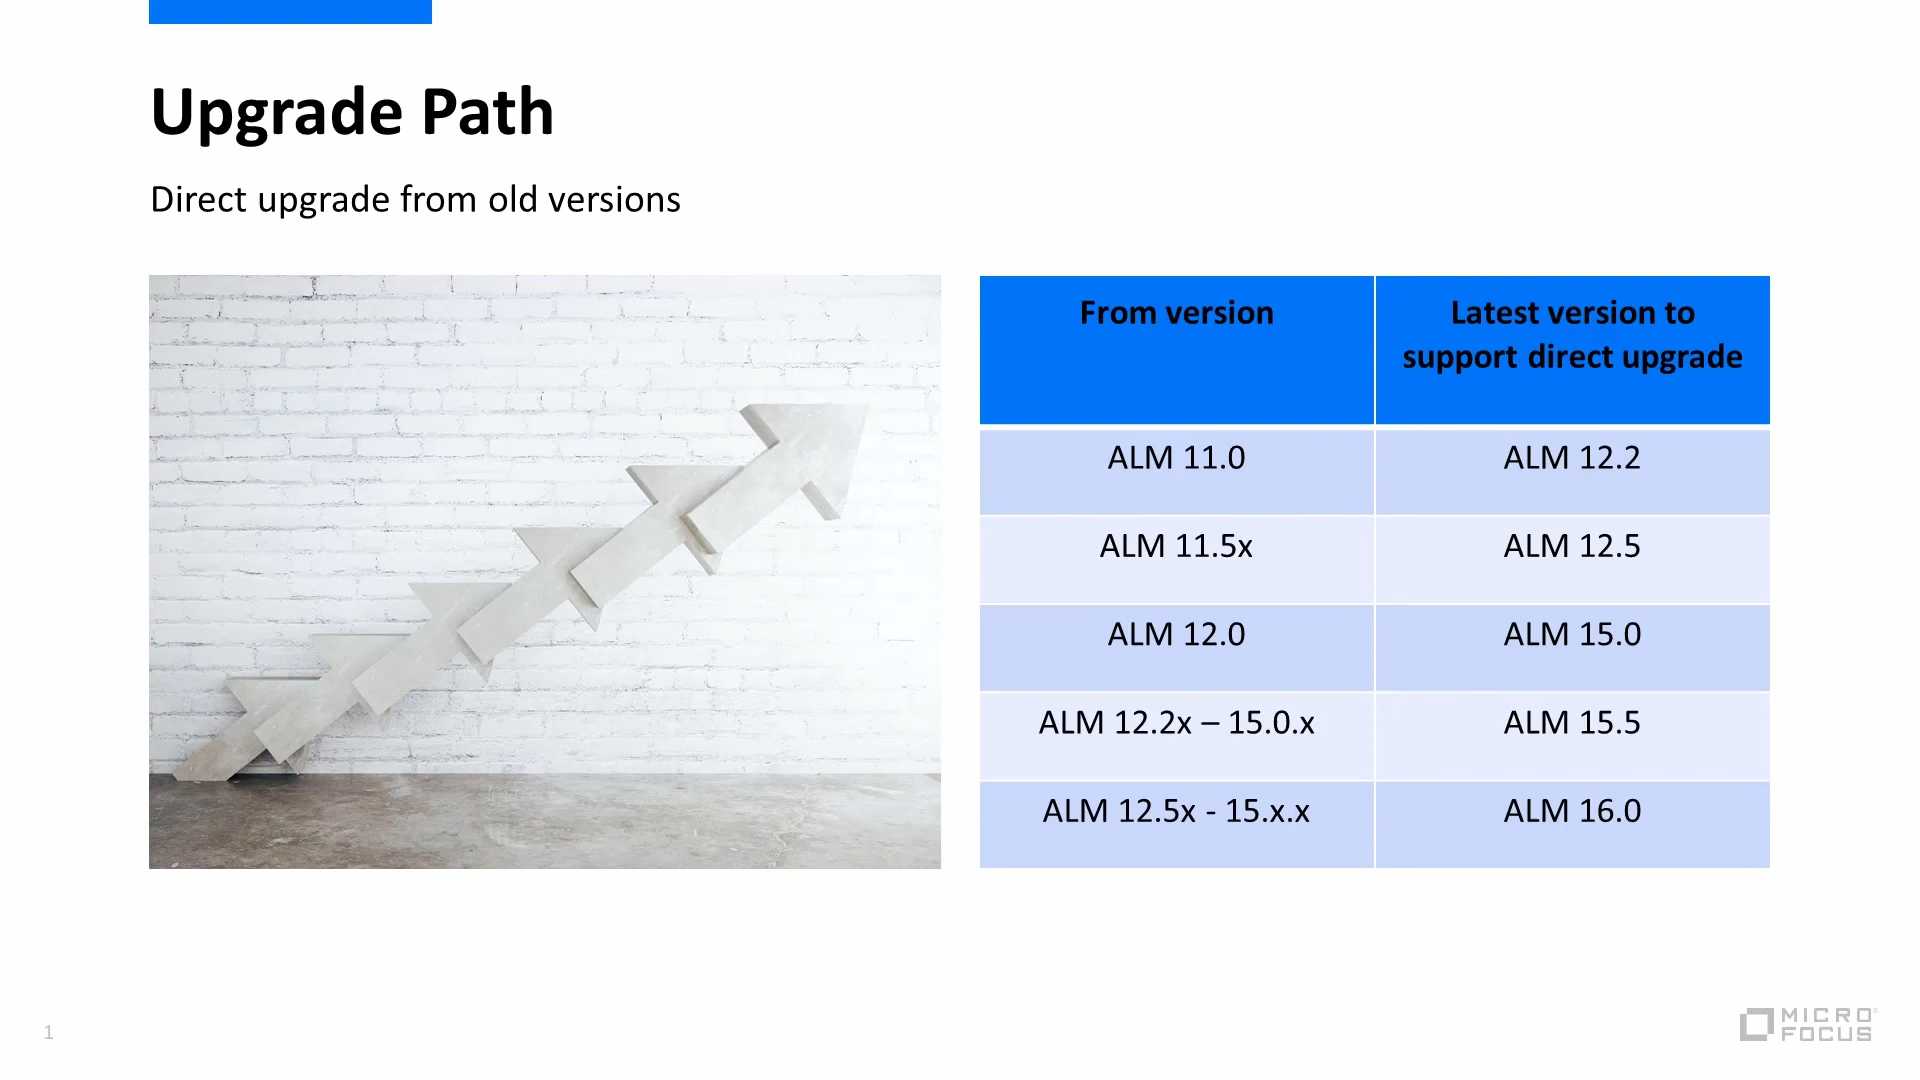 Upgrade Path
Direct upgrade from old versions
From version
Latest version to
support direct upgrade
ALM 11.0
ALM 12.2
ALM 11.5x
ALM 12.5
ALM 12.0
ALM 15.0
ALM 12.2x – 15.0.x
ALM 15.5
ALM 12.5x - 15.x.x
ALM 16.0
1
MICRO
FOCUS